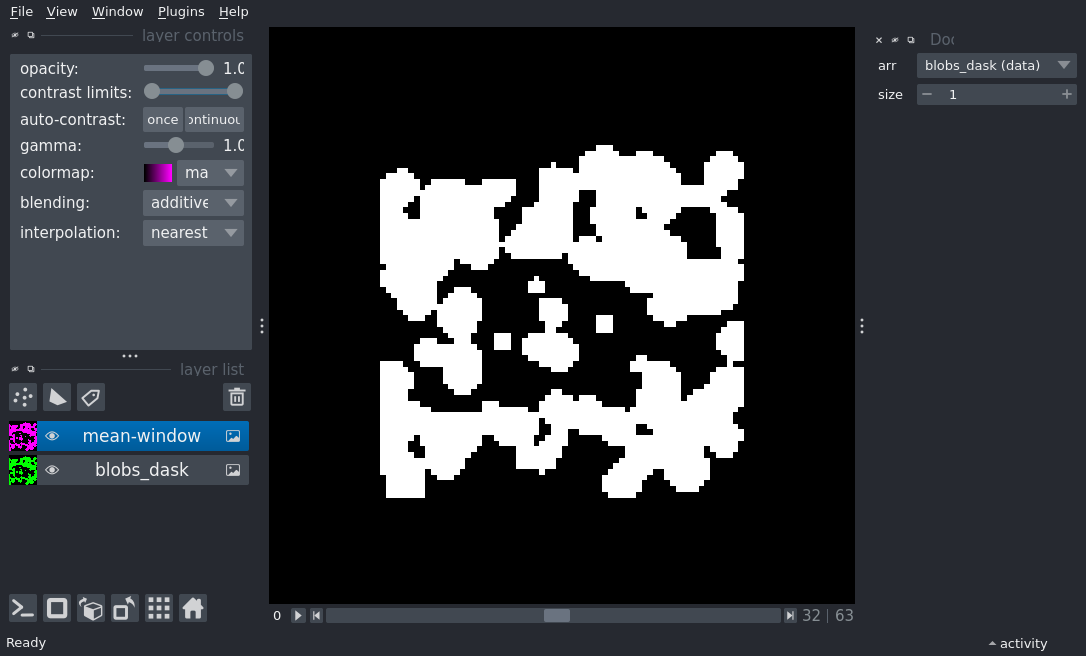 File View Window Plugins Help
layer controls
opacity: 1.0
contrast limits:
auto-contrast: once ontinuou
gamma: 1.0
colormap: ma
blending: additive
interpolation: nearest
layer list
mean-window
blobs_dask
0 32 | 63
Ready
Doc
arr blobs_dask (data)
size 1
activity